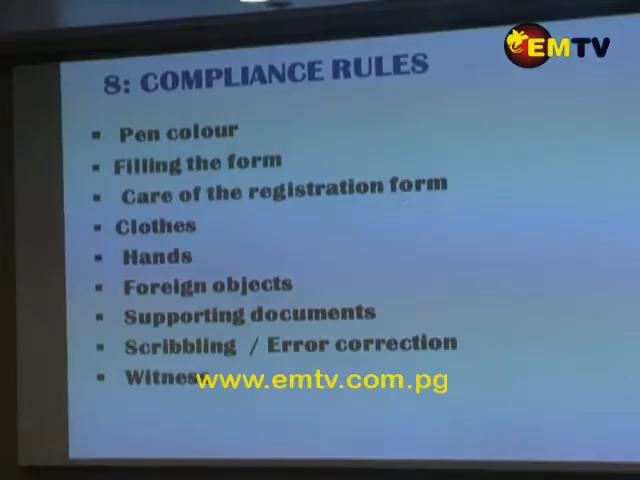 EMTV
8: COMPLIANCE RULES
▪ Pen colour
▪ Filling the form
▪ Care of the registration form
▪ Clothes
▪ Hands
▪ Foreign objects
▪ Supporting documents
▪ Scribbling / Error correction
▪ Witness
www.emtv.com.pg